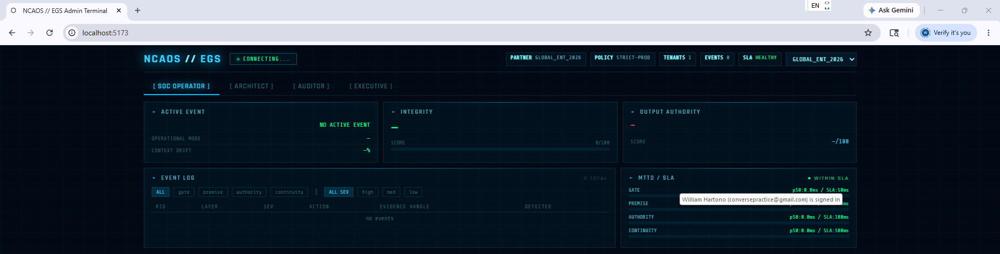 NCAOS // EGS Admin Terminal
EN
Ask Gemini
localhost:5173
W
Verify it's you
NCAOS // EGS
CONNECTING...
PARTNER GLOBAL_ENT_2026
POLICY STRICT-PROD
TENANTS 1
EVENTS 0
SLA HEALTHY
GLOBAL_ENT_2026
[ SOC OPERATOR ]
[ ARCHITECT ]
[ AUDITOR ]
[ EXECUTIVE ]
► ACTIVE EVENT
NO ACTIVE EVENT
OPERATIONAL MODE —
CONTEXT DRIFT —%
► INTEGRITY
—
SCORE 0/100
► OUTPUT AUTHORITY
—
SCORE —/100
► EVENT LOG
0 TOTAL
ALL gate premise authority continuity | ALL SEV high med low
RID LAYER SEV ACTION EVIDENCE HANDLE DETECTED
no events
► MTTD / SLA
● WITHIN SLA
GATE p50:0.0ms / SLA:50ms
William Hartono (conversepractice@gmail.com) is signed in
PREMISE
AUTHORITY p50:0.0ms / SLA:100ms
CONTINUITY p50:0.0ms / SLA:500ms